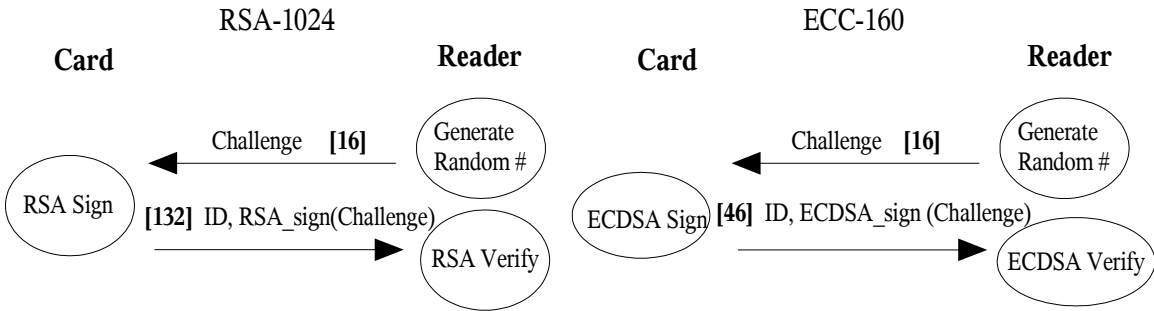 RSA-1024
Card
Reader
Generate
Random #
Challenge [16]
RSA Sign
[132] ID, RSA_sign(Challenge)
RSA Verify
ECC-160
Card
Reader
Generate
Random #
Challenge [16]
ECDSA Sign
[46] ID, ECDSA_sign (Challenge)
ECDSA Verify